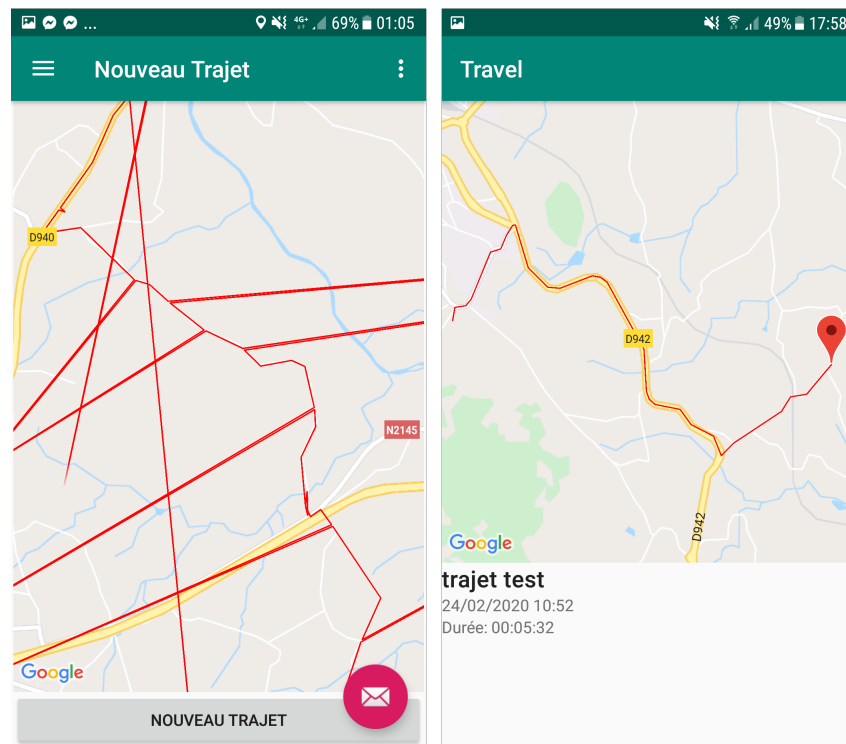 ... 4G+ 69% 01:05
Nouveau Trajet
D940
N2145
Google
NOUVEAU TRAJET
49% 17:58
Travel
D942
D942
Google
trajet test
24/02/2020 10:52
Durée: 00:05:32